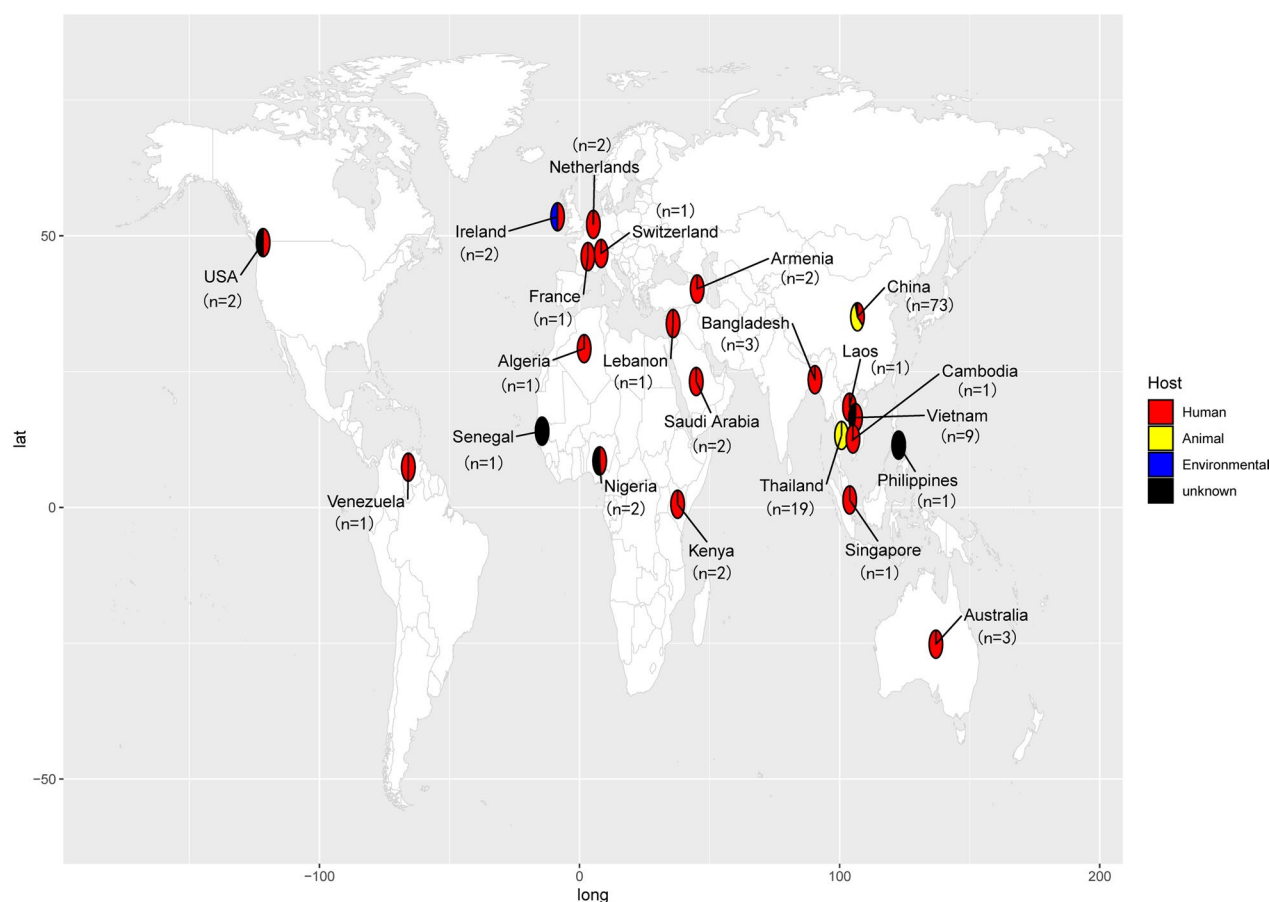 (n=2)
Netherlands
(n=1)
Ireland
(n=2)
Switzerland
Armenia
(n=2)
USA
(n=2)
China
(n=73)
France
(n=1)
Bangladesh
(n=3)
Laos
(n=1)
Algeria
(n=1)
Lebanon
(n=1)
Cambodia
(n=1)
Saudi Arabia
(n=2)
Vietnam
(n=9)
Senegal
(n=1)
Nigeria
(n=2)
Thailand
(n=19)
Philippines
(n=1)
Venezuela
(n=1)
Kenya
(n=2)
Singapore
(n=1)
Australia
(n=3)
50
0
−50
lat
−100
0
100
200
long
Host
Human
Animal
Environmental
unknown